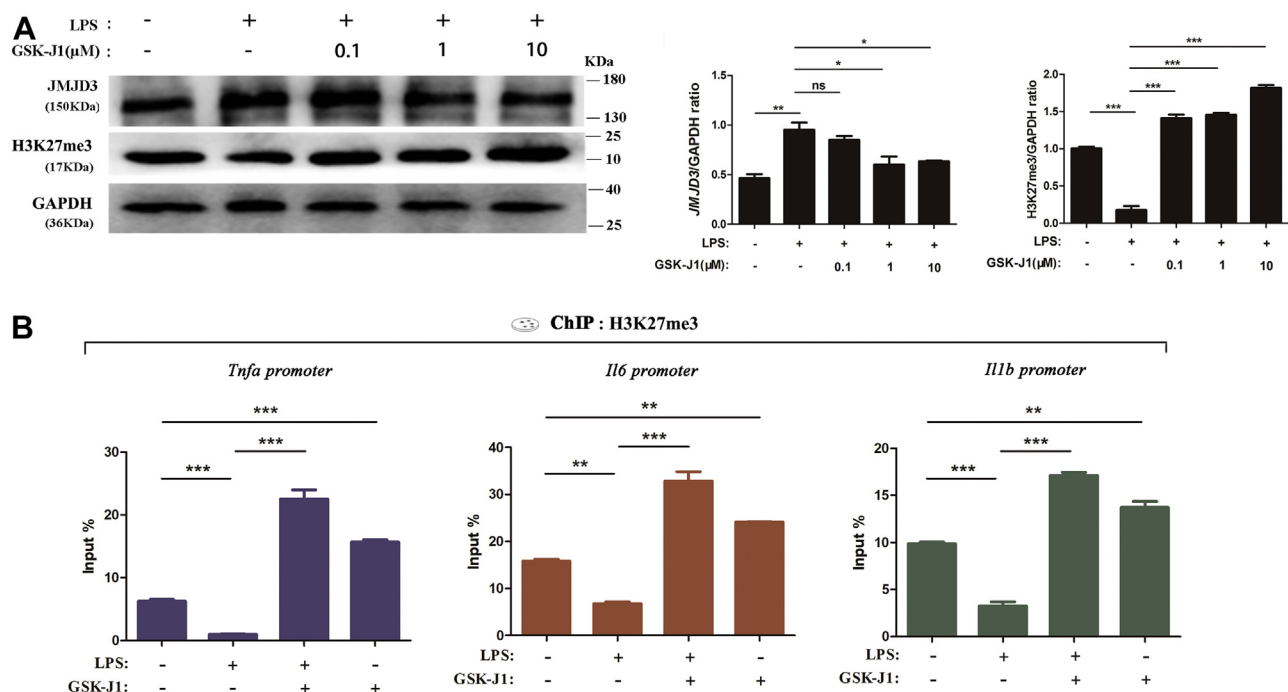 A
LPS : - + + + +
GSK-J1(μM): - - 0.1 1 10
KDa
JMJD3
(150KDa)
180
130
H3K27me3
(17KDa)
25
10
GAPDH
(36KDa)
40
25
JMJD3/GAPDH ratio
1.5
1.0
0.5
0.0
** ns * *
LPS: - + + + +
GSK-J1(μM): - - 0.1 1 10
H3K27me3/GAPDH ratio
2.0
1.5
1.0
0.5
0.0
*** *** *** ***
LPS: - + + + +
GSK-J1(μM): - - 0.1 1 10
B
ChIP : H3K27me3
Tnfa promoter
***
***
***
Input %
30
20
10
0
LPS: - + + -
GSK-J1: - - + +
Il6 promoter
**
***
**
Input %
40
30
20
10
0
LPS: - + + -
GSK-J1: - - + +
Il1b promoter
**
***
***
Input %
20
15
10
5
0
LPS: - + + -
GSK-J1: - - + +